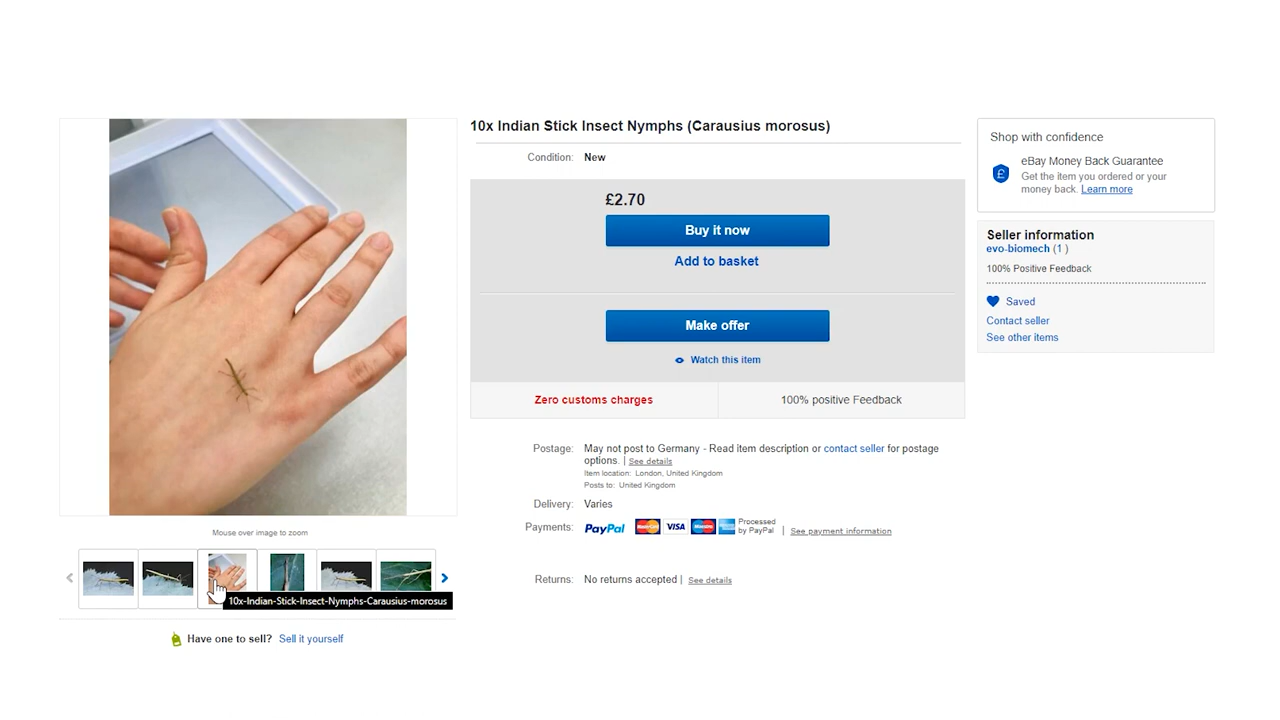 10x Indian Stick Insect Nymphs (Carausius morosus)
Condition: New
£2.70
Buy it now
Add to basket
Make offer
Watch this item
Zero customs charges
100% positive Feedback
Postage: May not post to Germany - Read item description or contact seller for postage
options. | See details
Item location: London, United Kingdom
Posts to: United Kingdom
Delivery: Varies
Payments: PayPal MasterCard VISA Maestro Processed
by PayPal | See payment information
Returns: No returns accepted | See details
Shop with confidence
eBay Money Back Guarantee
Get the item you ordered or your
money back. Learn more
Seller information
evo-biomech (1 )
100% Positive Feedback
Saved
Contact seller
See other items
Mouse over image to zoom
10x-Indian-Stick-Insect-Nymphs-Carausius-morosus
Have one to sell? Sell it yourself